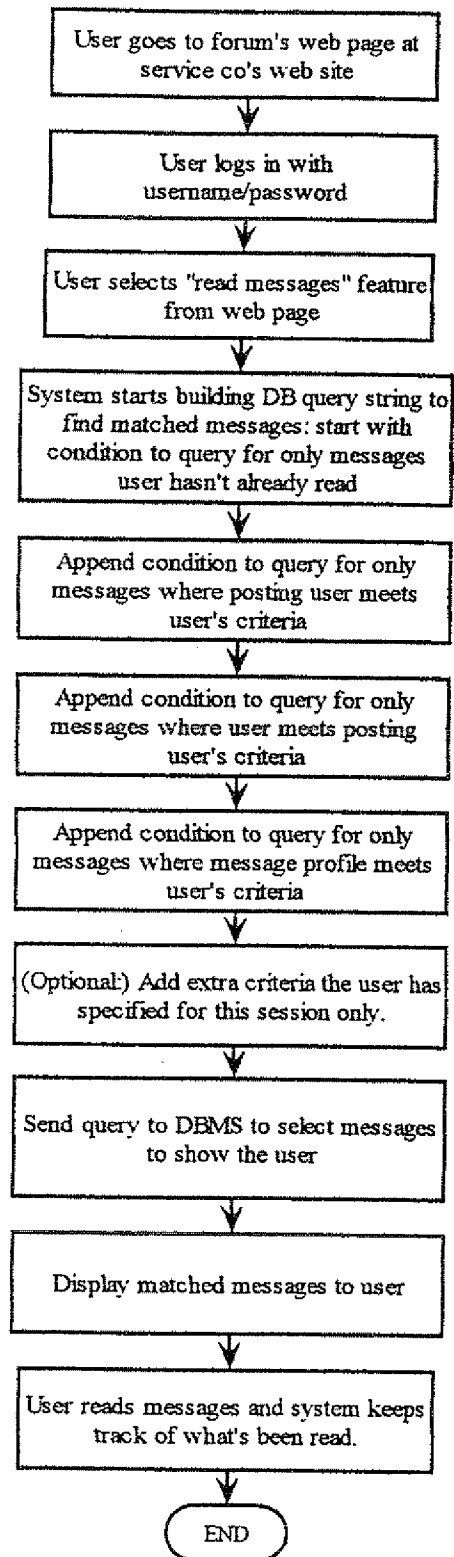 User goes to forum's web page at
service co's web site
User logs in with
username/password
User selects "read messages" feature
from web page
System starts building DB query string to
find matched messages: start with
condition to query for only messages
user hasn't already read
Append condition to query for only
messages where posting user meets
user's criteria
Append condition to query for only
messages where user meets posting
user's criteria
Append condition to query for only
messages where message profile meets
user's criteria
(Optional:) Add extra criteria the user has
specified for this session only.
Send query to DBMS to select messages
to show the user
Display matched messages to user
User reads messages and system keeps
track of what's been read.
END